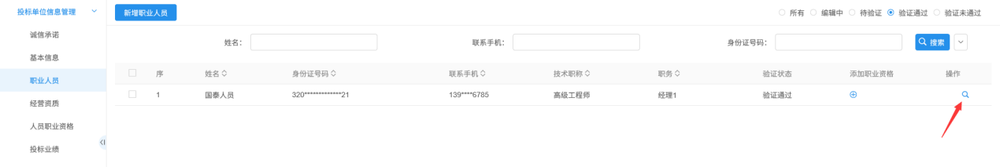 投标单位信息管理
诚信承诺
基本信息
职业人员
经营资质
人员职业资格
投标业绩
新增职业人员
所有 编辑中 待验证 验证通过 验证未通过
姓名： 联系手机： 身份证号码： 搜索
序 姓名 身份证号码 联系手机 技术职称 职务 验证状态 添加职业资格 操作
1 国泰人员 320*************21 139****6785 高级工程师 经理1 验证通过